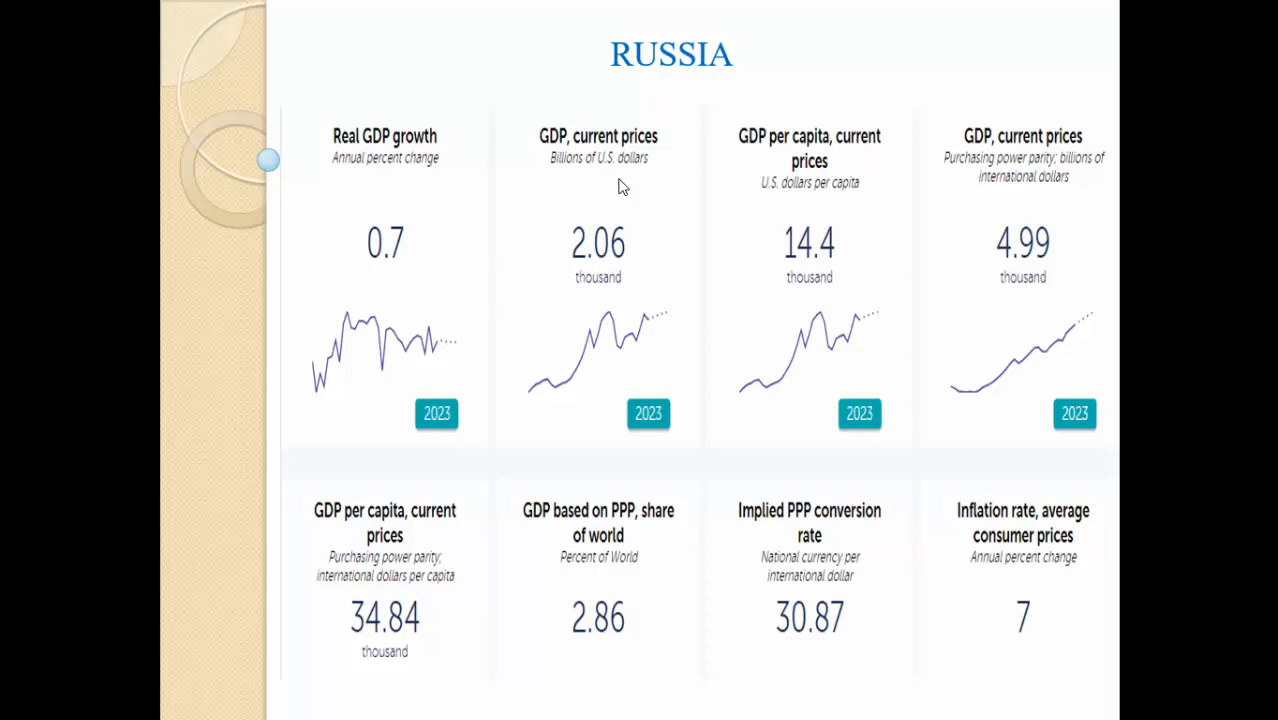 RUSSIA
Real GDP growth
Annual percent change
0.7
2023
GDP, current prices
Billions of U.S. dollars
2.06
thousand
2023
GDP per capita, current
prices
U.S. dollars per capita
14.4
thousand
2023
GDP, current prices
Purchasing power parity; billions of
international dollars
4.99
thousand
2023
GDP per capita, current
prices
Purchasing power parity;
international dollars per capita
34.84
thousand
GDP based on PPP, share
of world
Percent of World
2.86
Implied PPP conversion
rate
National currency per
international dollar
30.87
Inflation rate, average
consumer prices
Annual percent change
7